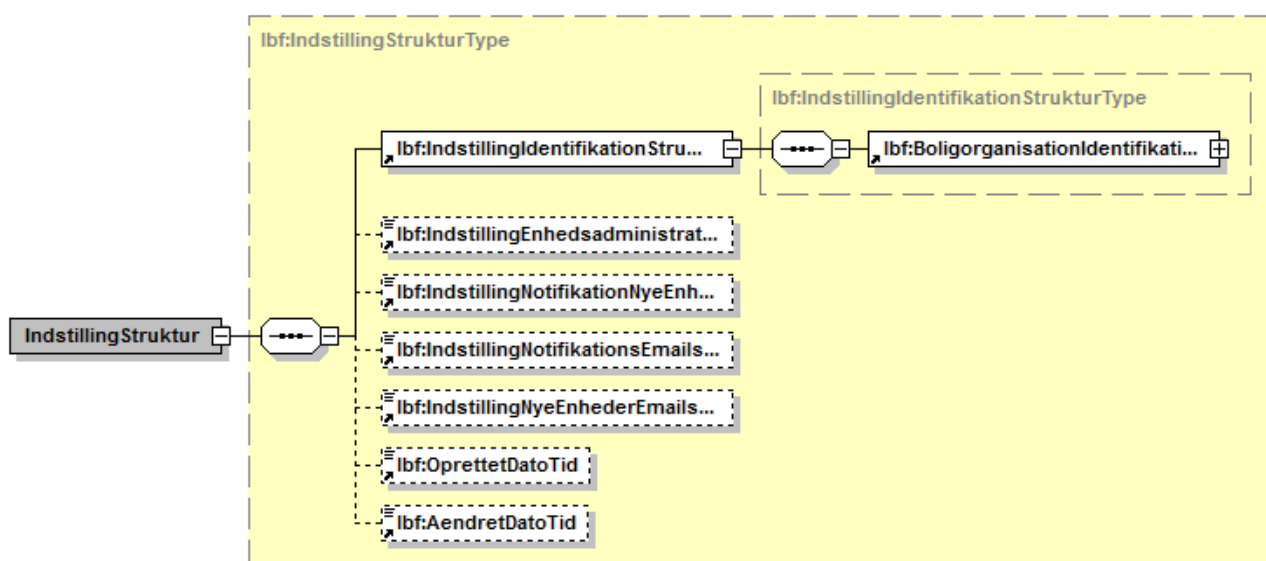 lbf:IndstillingStrukturType
lbf:IndstillingIdentifikationStrukturType
lbf:IndstillingIdentifikationStru...
lbf:BoligorganisationIdentifikati...
lbf:IndstillingEnhedsadministrat...
lbf:IndstillingNotifikationNyeEnh...
IndstillingStruktur
lbf:IndstillingNotifikationsEmails...
lbf:IndstillingNyeEnhederEmails...
lbf:OprettetDatoTid
lbf:AendretDatoTid